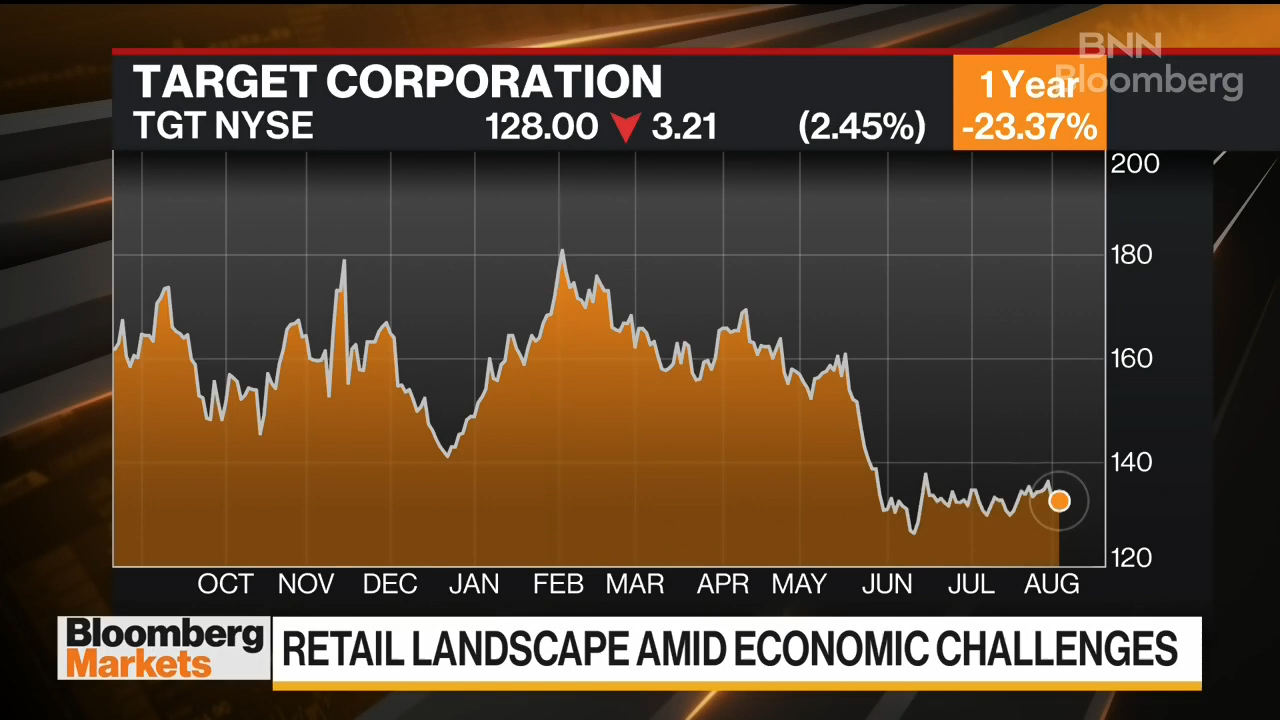 BNN
Bloomberg
TARGET CORPORATION
TGT NYSE 128.00 3.21 (2.45%)
1 Year
-23.37%
200
180
160
140
120
OCT NOV DEC JAN FEB MAR APR MAY JUN JUL AUG
Bloomberg
Markets
RETAIL LANDSCAPE AMID ECONOMIC CHALLENGES